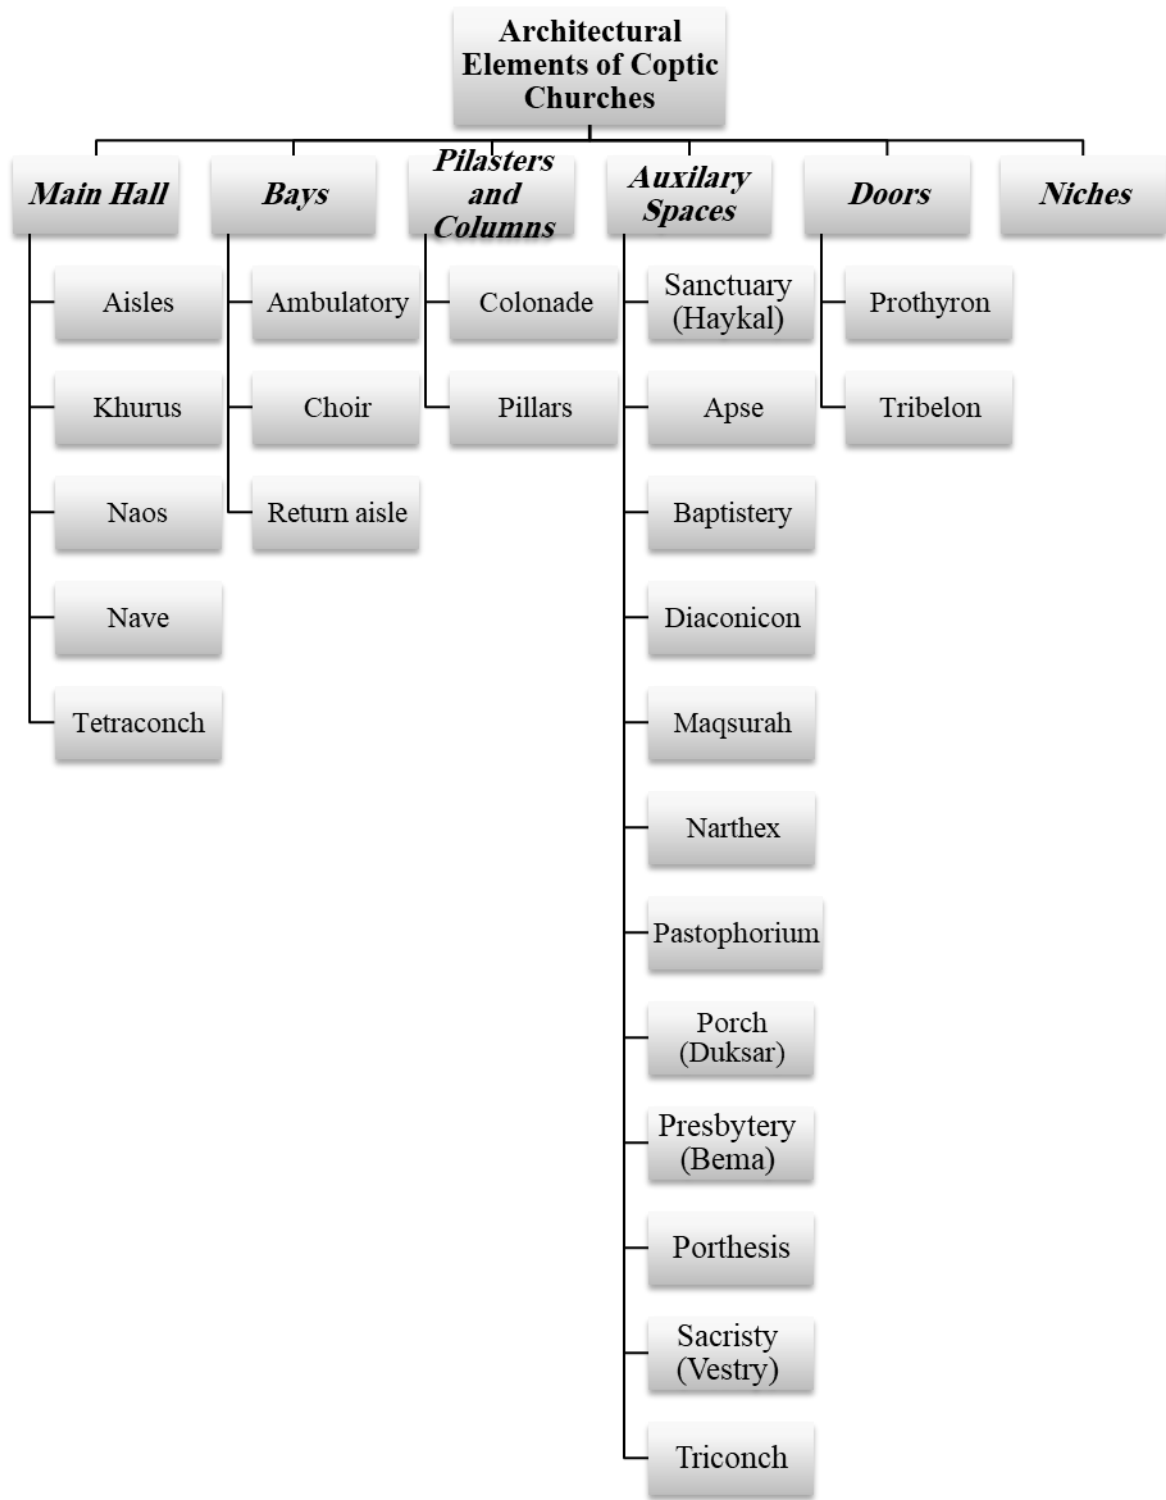 Architectural
Elements of Coptic
Churches
Main Hall
Bays
Pilasters
and
Columns
Auxilary
Spaces
Doors
Niches
Aisles
Khurus
Naos
Nave
Tetraconch
Ambulatory
Choir
Return aisle
Colonade
Pillars
Sanctuary
(Haykal)
Apse
Baptistery
Diaconicon
Maqsurah
Narthex
Pastophorium
Porch
(Duksar)
Presbytery
(Bema)
Porthesis
Sacristy
(Vestry)
Triconch
Prothyron
Tribelon